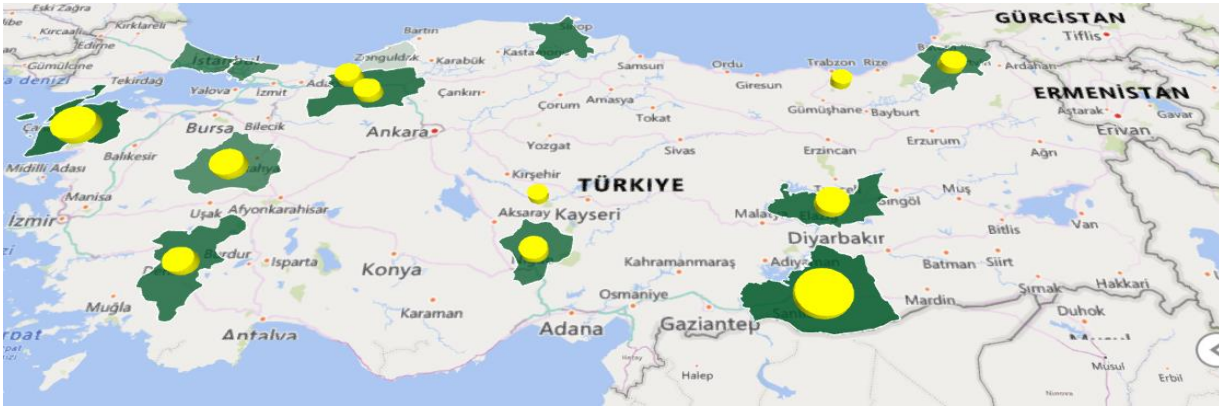 Eski Zağra
Kırcaali
Kırklareli
Edirne
Gümülcine
Tekirdağ
İstanbul
Yalova
İzmit
Bartın
Zonguldak
Karabük
Kastamonu
Sinop
Samsun
Ordu
Giresun
Trabzon
Rize
Ardahan
GÜRCİSTAN
Tiflis
ERMENİSTAN
Gavar
Erivan
Gümüşhane
Bayburt
Çankırı
Çorum
Amasya
Tokat
Ankara
Bursa
Bilecik
Balıkesir
Midilli Adası
Manisa
İzmir
Uşak
Afyonkarahisar
Yozgat
Sivas
Erzincan
Erzurum
Ağrı
Kırşehir
TÜRKIYE
Aksaray
Kayseri
Malatya
Elazığ
Bingöl
Muş
Van
Bitlis
Diyarbakır
Batman
Siirt
Hakkari
Şırnak
Mardin
Adıyaman
Kahramanmaraş
Osmaniye
Gaziantep
Adana
Konya
Karaman
Isparta
Burdur
Muğla
Antalya
Halep
Hatay
Duhok
Musul
Erbil
Ninova